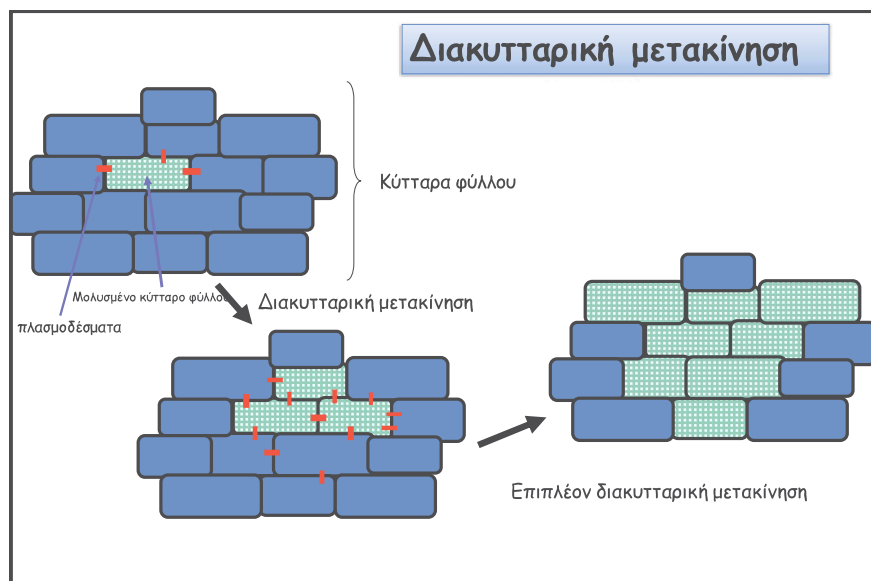 Διακυτταρική μετακίνηση
Κύτταρα φύλλου
Μολυσμένο κύτταρο φύλλου
Διακυτταρική μετακίνηση
πλασμοδέσματα
Επιπλέον διακυτταρική μετακίνηση